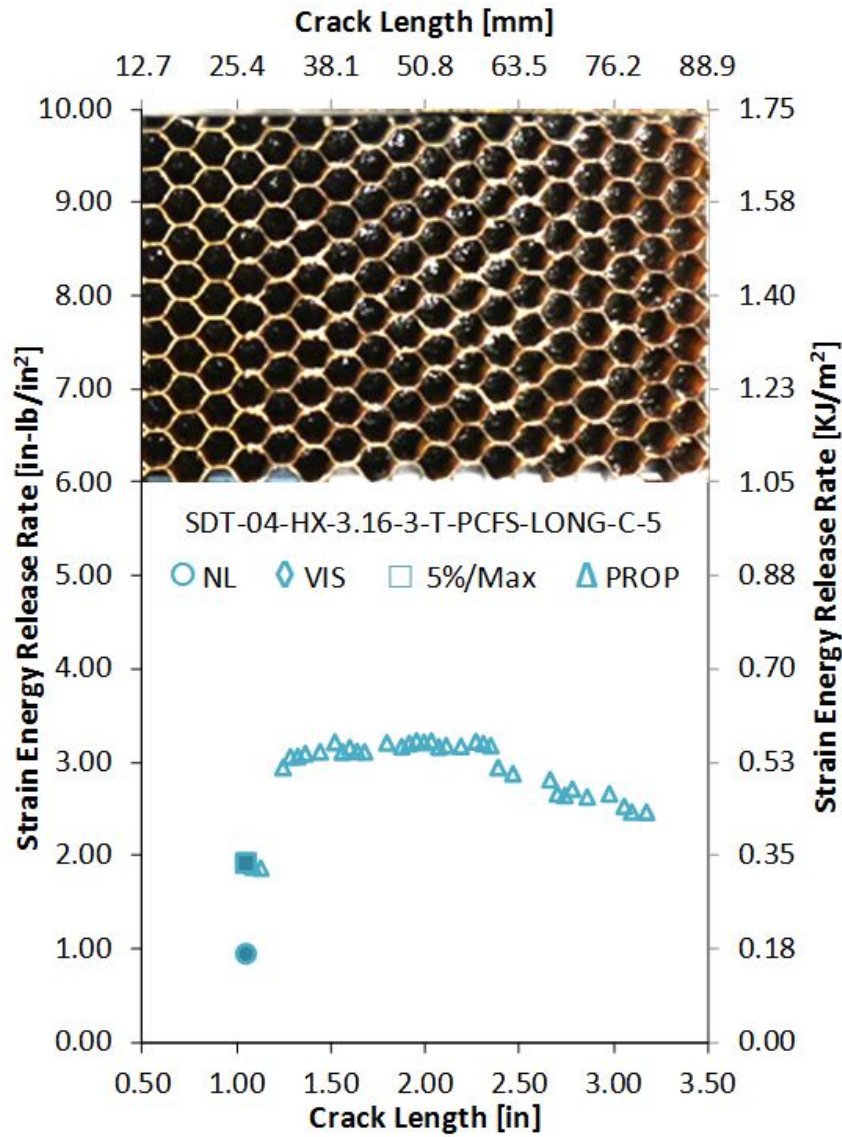 Crack Length [mm]
12.7 25.4 38.1 50.8 63.5 76.2 88.9
Strain Energy Release Rate [in-lb/in²]
10.00
9.00
8.00
7.00
6.00
5.00
4.00
3.00
2.00
1.00
0.00
SDT-04-HX-3.16-3-T-PCFS-LONG-C-5
NL VIS 5%/Max PROP
1.75
1.58
1.40
1.23
1.05
0.88
0.70
0.53
0.35
0.18
0.00
Strain Energy Release Rate [KJ/m²]
0.50 1.00 1.50 2.00 2.50 3.00 3.50
Crack Length [in]